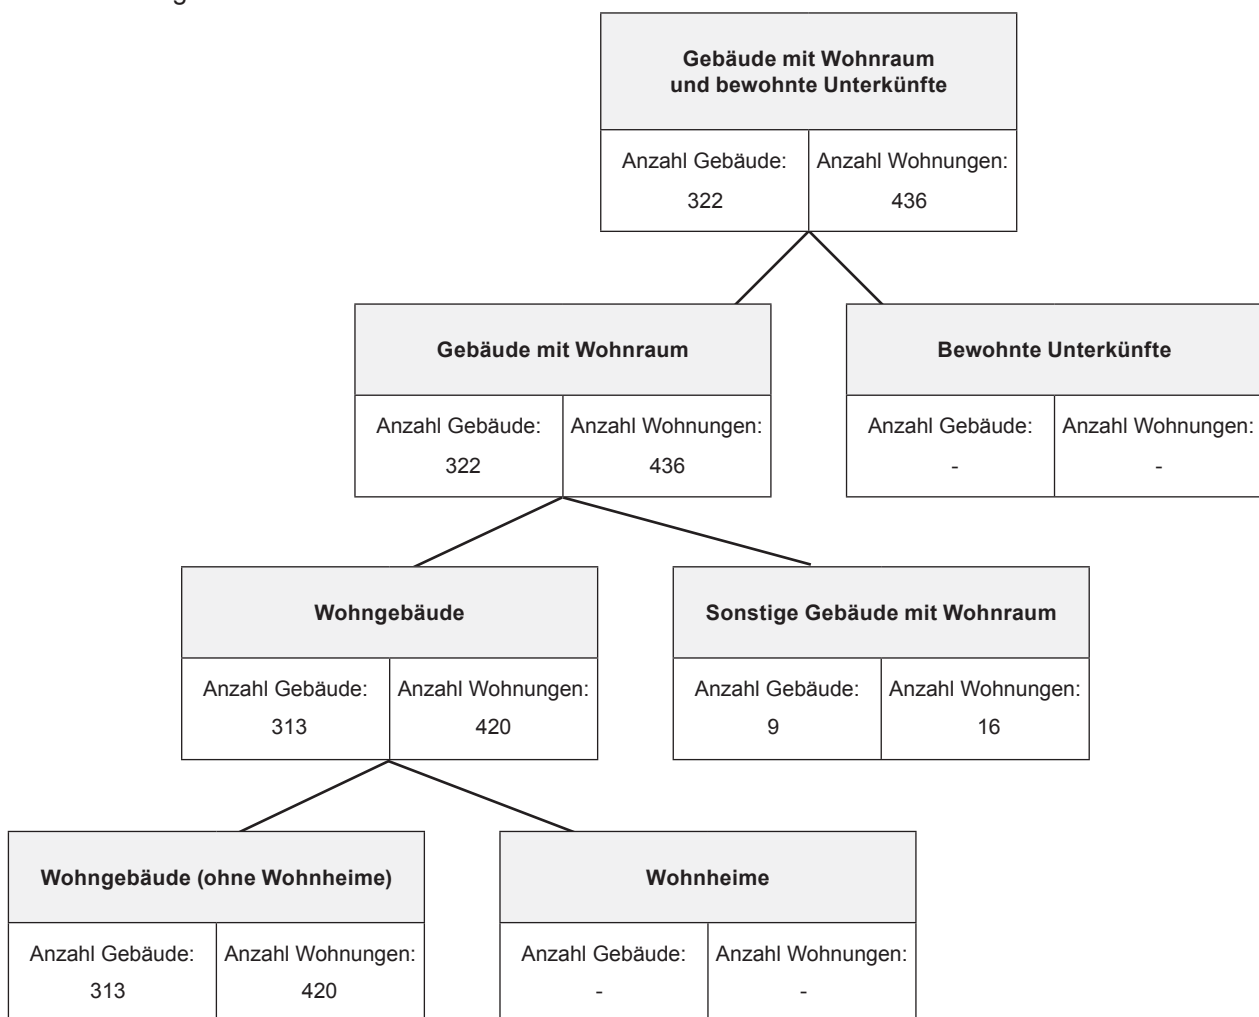 Gebäude mit Wohnraum
und bewohnte Unterkünfte
Anzahl Gebäude: Anzahl Wohnungen:
322 436
Gebäude mit Wohnraum
Anzahl Gebäude: Anzahl Wohnungen:
322 436
Bewohnte Unterkünfte
Anzahl Gebäude: Anzahl Wohnungen:
- -
Wohngebäude
Anzahl Gebäude: Anzahl Wohnungen:
313 420
Sonstige Gebäude mit Wohnraum
Anzahl Gebäude: Anzahl Wohnungen:
9 16
Wohngebäude (ohne Wohnheime)
Anzahl Gebäude: Anzahl Wohnungen:
313 420
Wohnheime
Anzahl Gebäude: Anzahl Wohnungen:
- -